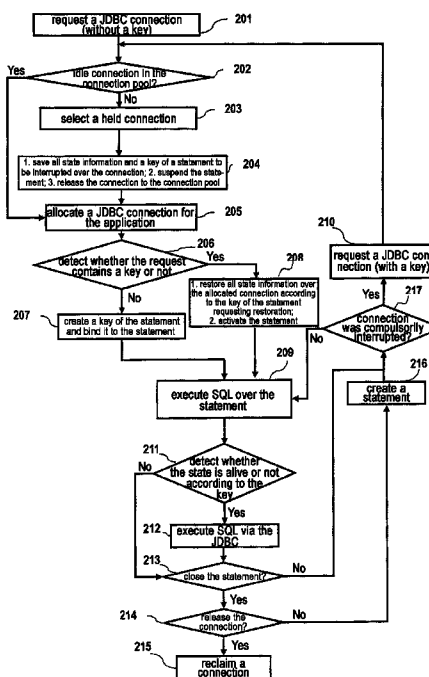 request a JDBC connection
(without a key)
201
Yes
idle connection in the
nonnection pool?
202
No
203
select a held connection
204
1. save all state information and a key of a statement to
be interrupted over the connection; 2. suspend the state-
ment; 3. release the connection to the connection pool
allocate a JDBC connection for
the application
205
210
206
detect whether the request
contains a key or not
Yes
208
request a JDBC con-
nection (with a key)
No
1. restore all state information over
the allocated connection according
to the key of the statement
requesting restoration;
2. activate the statement
Yes
217
207
create a key of the statement
and bind it to the statement
connection
was compulsorily
interrupted?
No
209
216
execute SQL over the
statement
create a
statement
211
detect whether
the state is alive or not
according to the
key
No
Yes
212
execute SQL via the
JDBC
213
close the statement?
No
Yes
214
release the
connection?
No
Yes
215
reclaim a
connection